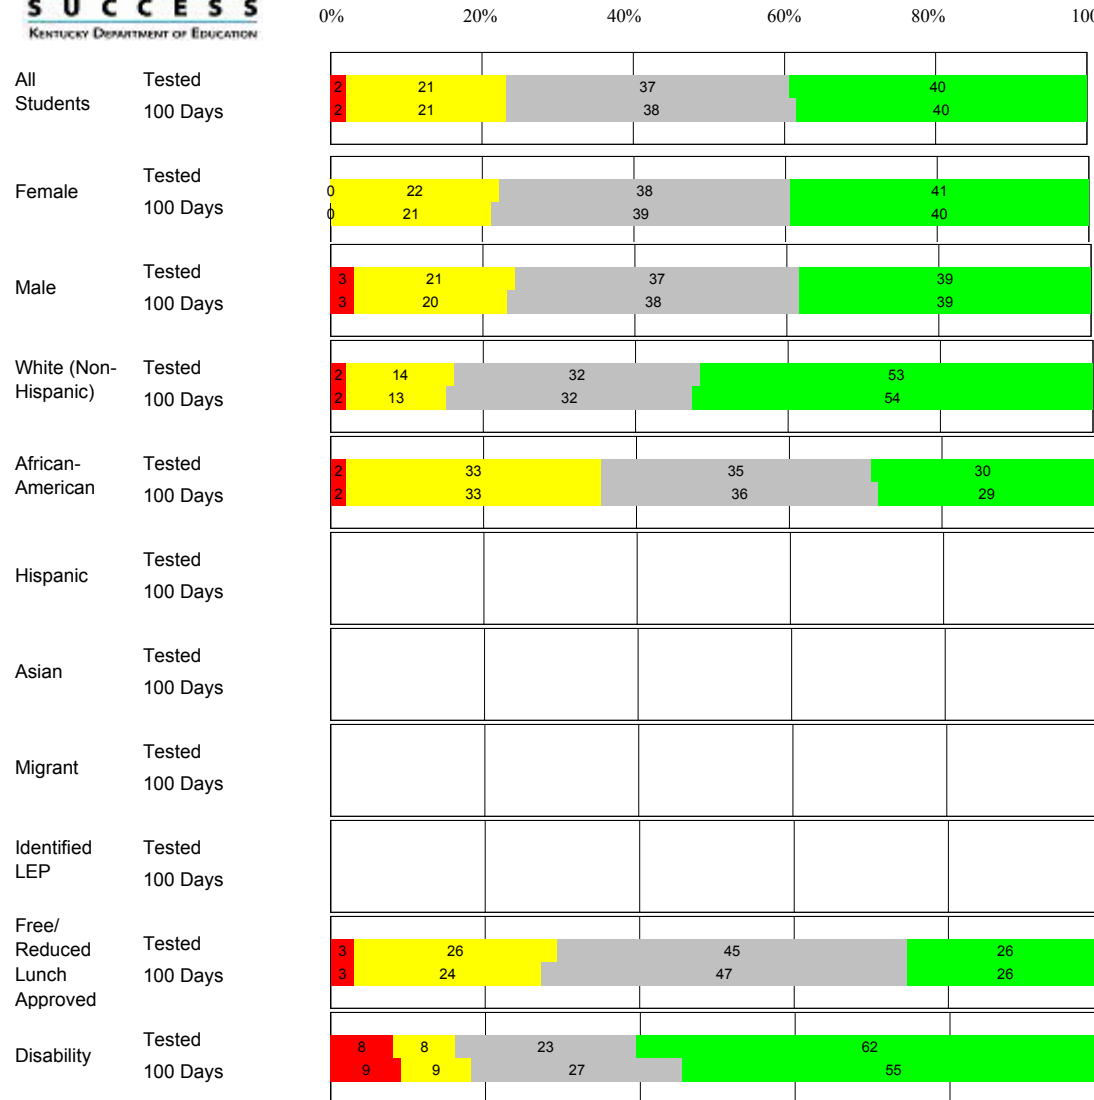 SUCCESS
KENTUCKY DEPARTMENT OF EDUCATION
0% 20% 40% 60% 80% 100
All Students Tested 2 21 37 40
100 Days 2 21 38 40
Female Tested 0 22 38 41
100 Days 0 21 39 40
Male Tested 3 21 37 39
100 Days 3 20 38 39
White (Non-Hispanic) Tested 2 14 32 53
100 Days 2 13 32 54
African-American Tested 2 33 35 30
100 Days 2 33 36 29
Hispanic Tested
100 Days
Asian Tested
100 Days
Migrant Tested
100 Days
Identified LEP Tested
100 Days
Free/Reduced Lunch Approved Tested 3 26 45 26
100 Days 3 24 47 26
Disability Tested 8 8 23 62
100 Days 9 9 27 55